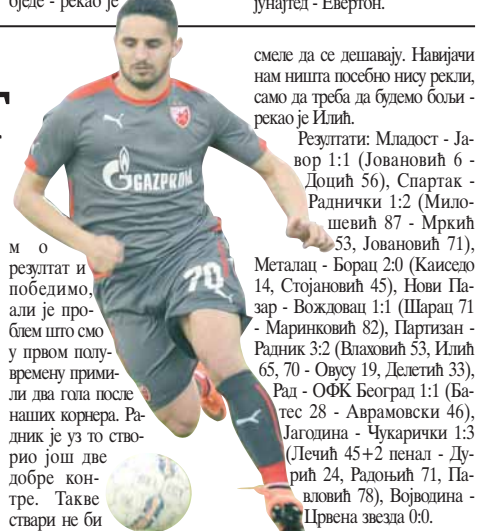 оједе - рекао је
м о
резултат и
победимо,
али је про-
блем што смо
у првом полу-
времену прими-
ли два гола после
наших корнера. Ра-
дник је уз то ство-
рио још две
добре кон-
тре. Такве
ствари не би
GAZPROM
70
јунајтед - Евертон.
смеле да се дешавају. Навијачи
нам ништа посебно нису рекли,
само да треба да будемо бољи -
рекао је Илић.
Резултати: Младост - Ја-
вор 1:1 (Јовановић 6 -
Доцић 56), Спартак -
Раднички 1:2 (Мило-
шевић 87 - Мркић
53, Јовановић 71),
Металац - Борац 2:0 (Каиседо
14, Стојановић 45), Нови Па-
зар - Вождовац 1:1 (Шарац 71
- Маринковић 82), Партизан -
Радник 3:2 (Влаховић 53, Илић
65, 70 - Овусу 19, Делетић 33),
Рад - ОФК Београд 1:1 (Ба-
тес 28 - Аврамовски 46),
Јагодина - Чукарички 1:3
(Лечић 45+2 пенал - Ду-
рић 24, Радоњић 71, Па-
вловић 78), Војводина -
Црвена звезда 0:0.